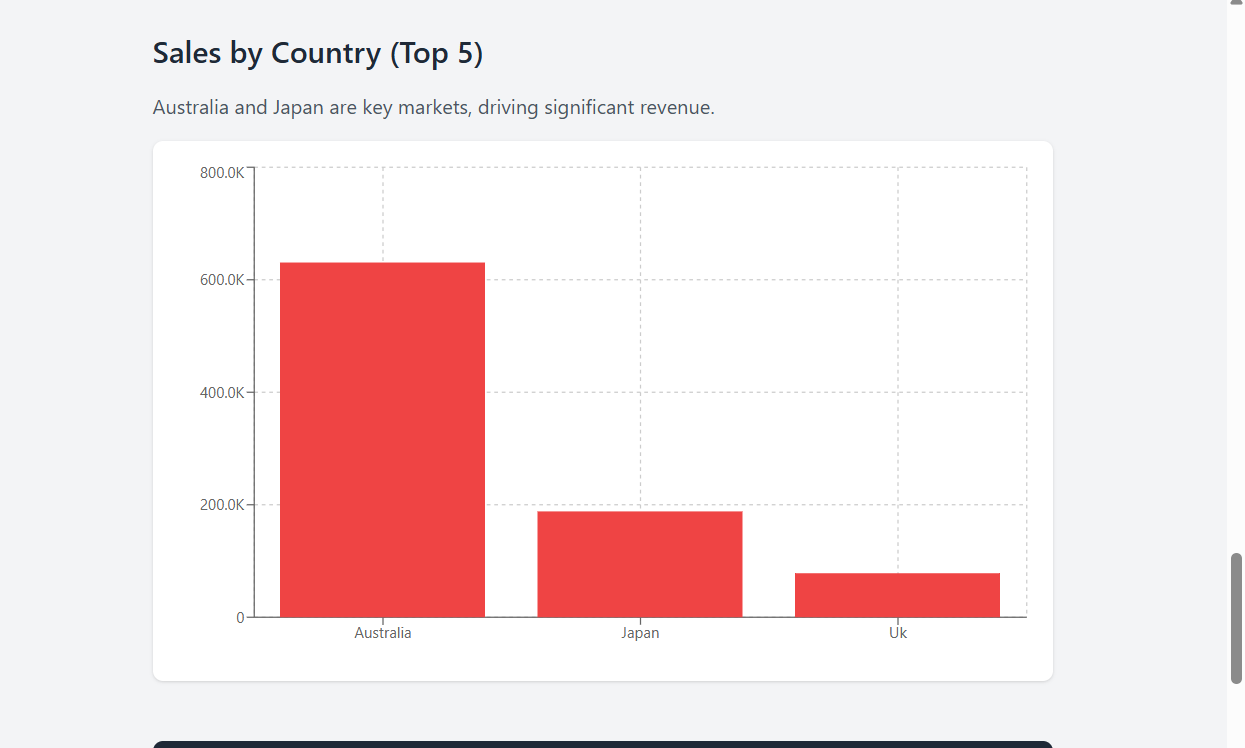 Sales by Country (Top 5)
Australia and Japan are key markets, driving significant revenue.
800.0K
600.0K
400.0K
200.0K
0
Australia
Japan
Uk